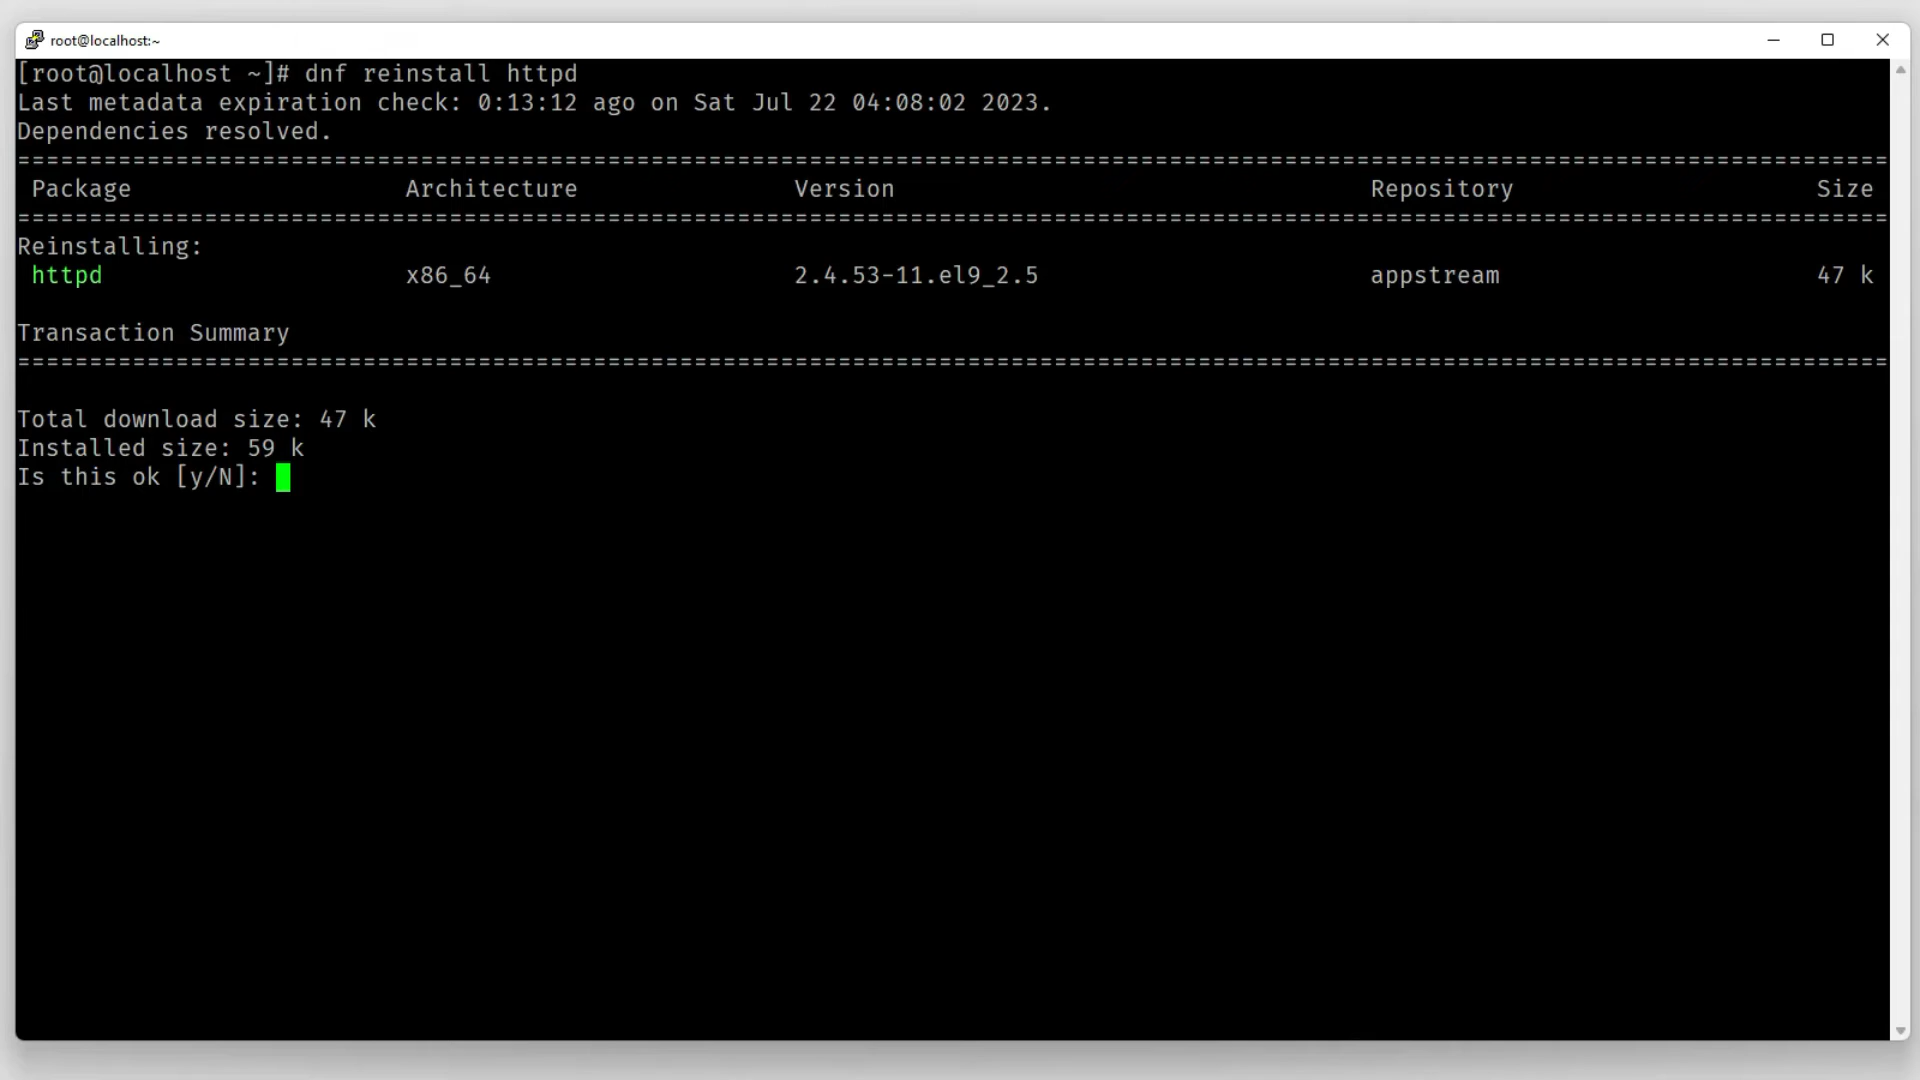 root@localhost:~
[root@localhost ~]# dnf reinstall httpd
Last metadata expiration check: 0:13:12 ago on Sat Jul 22 04:08:02 2023.
Dependencies resolved.
==================================================================================================================================
 Package                   Architecture               Version                                 Repository                     Size
==================================================================================================================================
Reinstalling:
 httpd                     x86_64                     2.4.53-11.el9_2.5                       appstream                      47 k
Transaction Summary
==================================================================================================================================
Total download size: 47 k
Installed size: 59 k
Is this ok [y/N]: